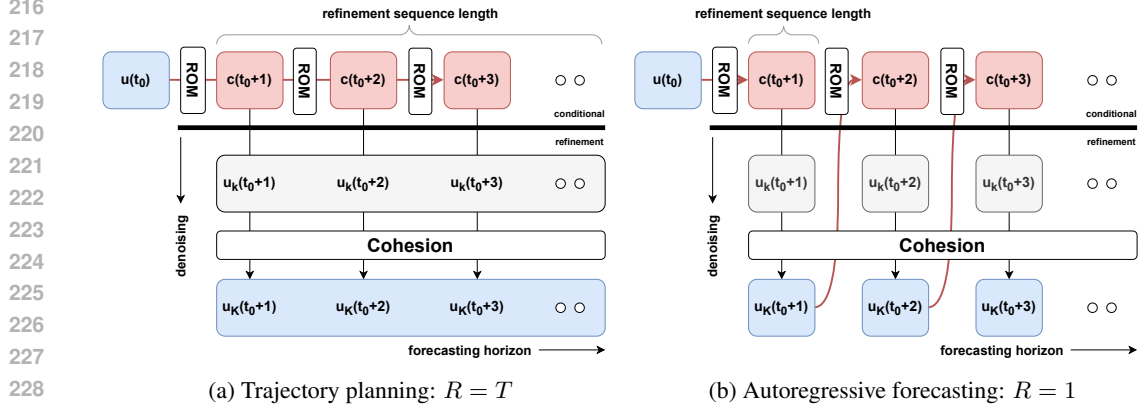 216
217
218
219
220
221
222
223
224
225
226
227
228
refinement sequence length
u(t0)
ROM
c(t0+1)
ROM
c(t0+2)
ROM
c(t0+3)
conditional
refinement
denoising
uk(t0+1)
uk(t0+2)
uk(t0+3)
Cohesion
uK(t0+1)
uK(t0+2)
uK(t0+3)
forecasting horizon
(a) Trajectory planning: R = T
refinement sequence length
u(t0)
ROM
c(t0+1)
ROM
c(t0+2)
ROM
c(t0+3)
conditional
refinement
denoising
uk(t0+1)
uk(t0+2)
uk(t0+3)
Cohesion
uK(t0+1)
uK(t0+2)
uK(t0+3)
forecasting horizon
(b) Autoregressive forecasting: R = 1